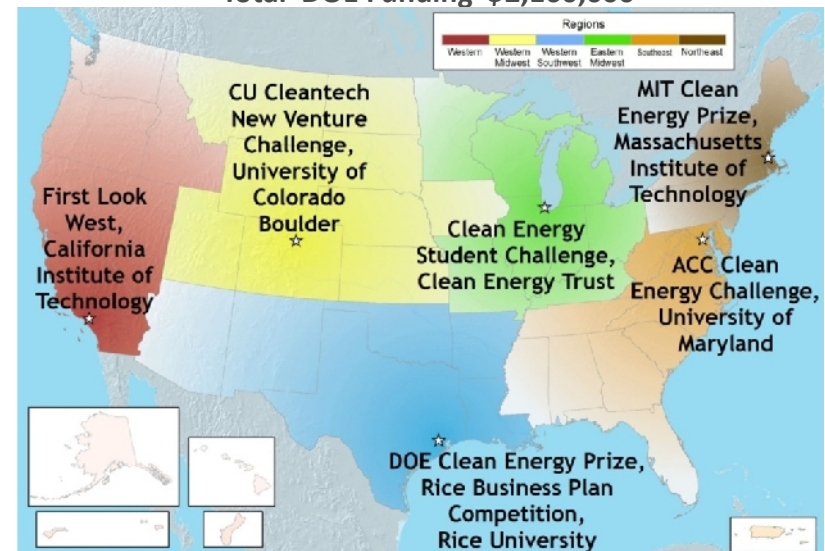 Regions
Western
Western Midwest
Western Southwest
Eastern Midwest
Southeast
Northeast
CU Cleantech
New Venture
Challenge,
University of
Colorado
Boulder
MIT Clean
Energy Prize,
Massachusetts
Institute of
Technology
First Look
West,
California
Institute of
Technology
Clean Energy
Student Challenge,
Clean Energy Trust
ACC Clean
Energy Challenge,
University of
Maryland
DOE Clean Energy Prize,
Rice Business Plan
Competition,
Rice University